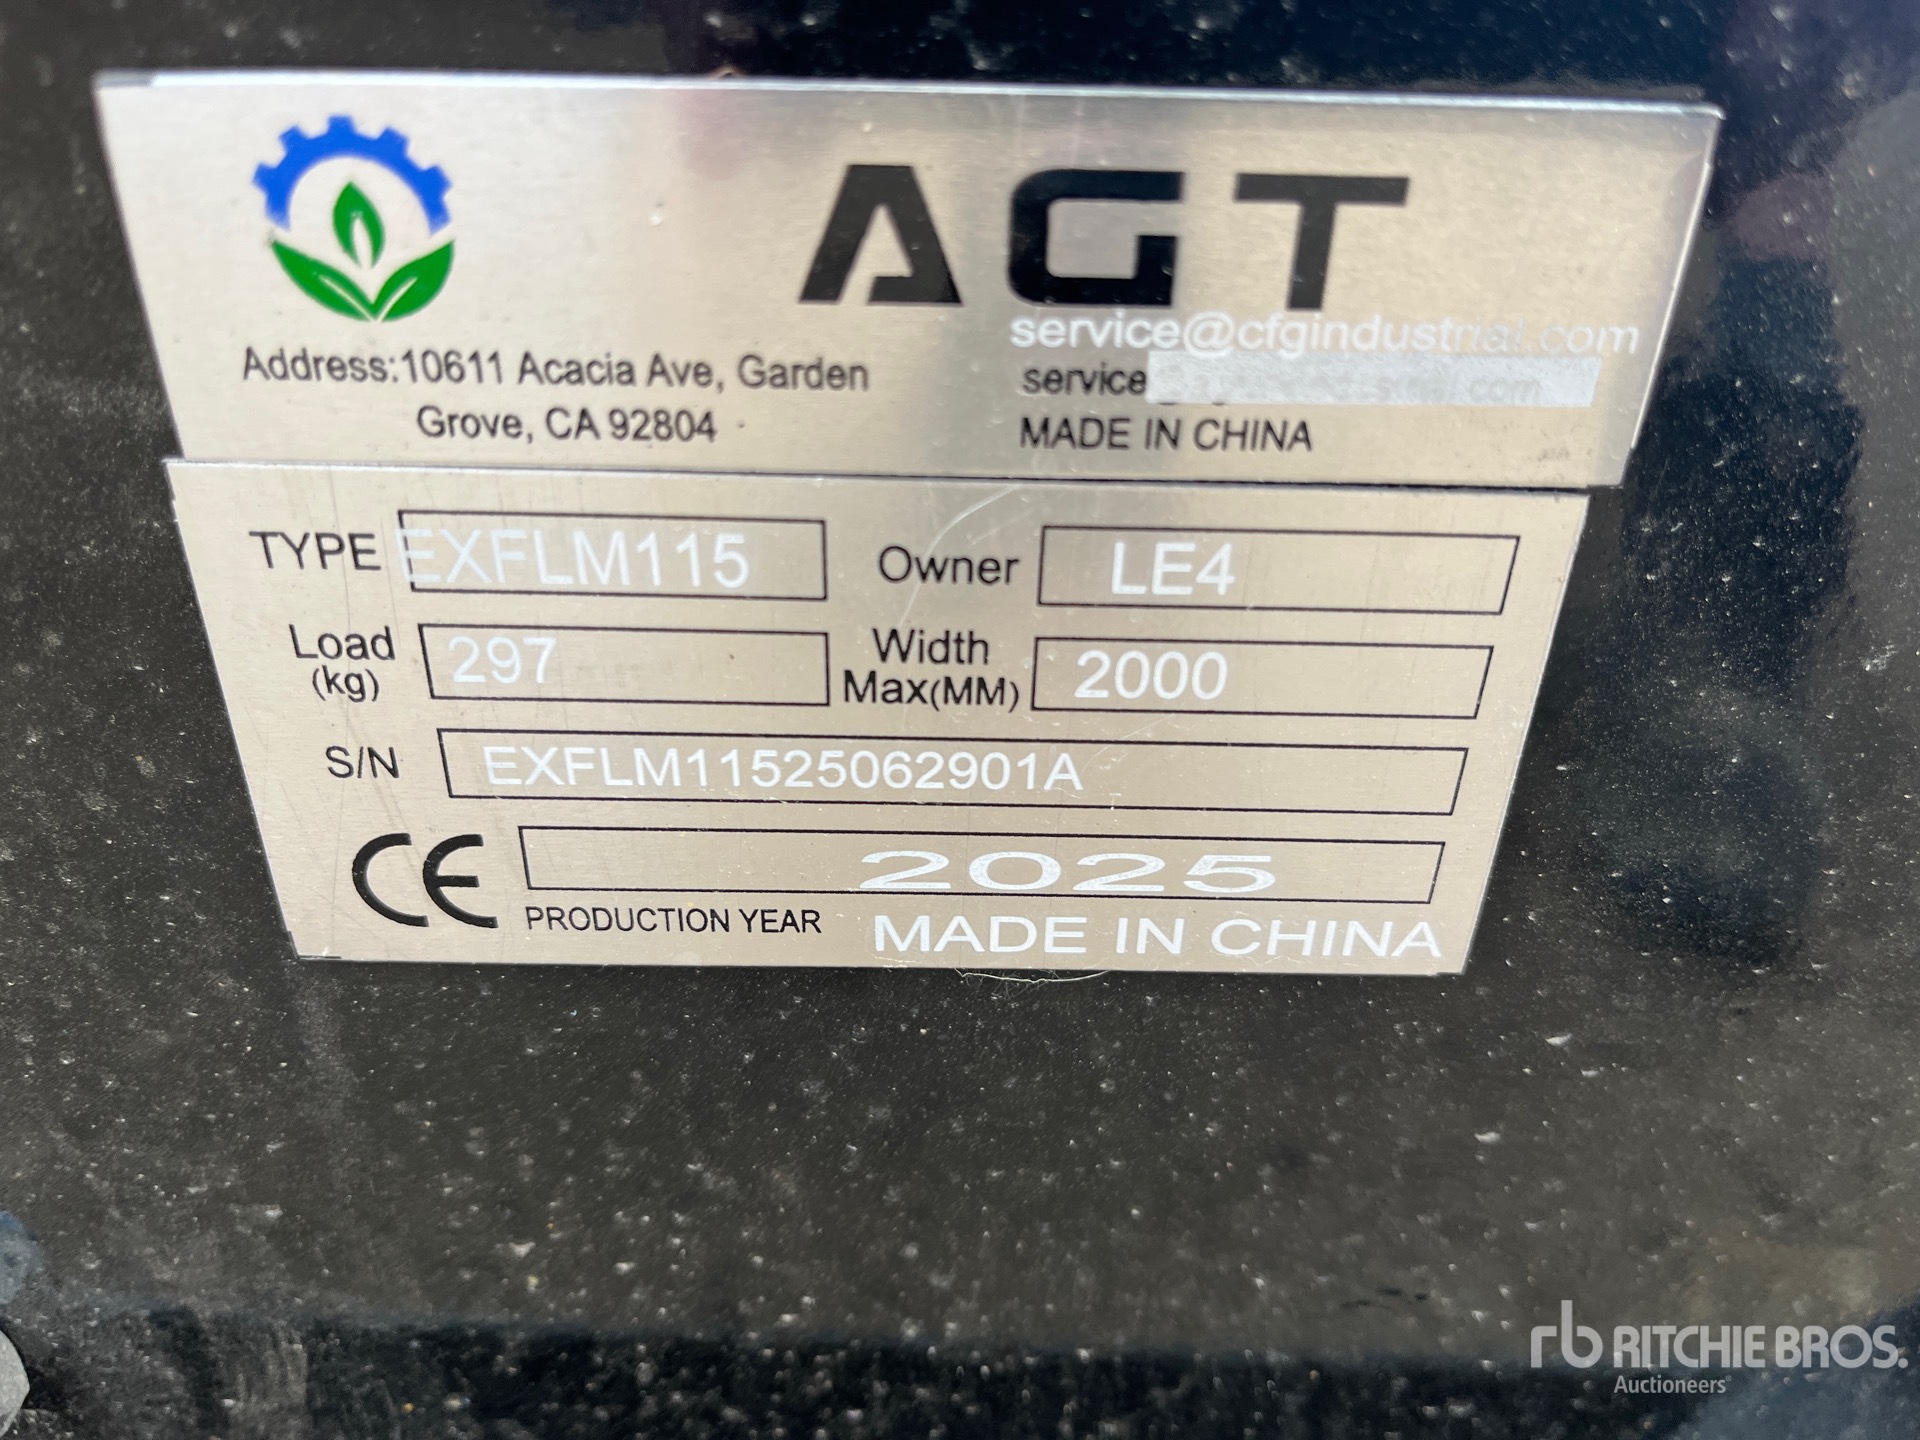 AGT
service@cfgindustrial.com
Address:10611 Acacia Ave, Garden
Grove, CA 92804
service
MADE IN CHINA
TYPE EXFLM115 Owner LE4
Load (kg) 297 Width Max(MM) 2000
S/N EXFLM11525062901A
CE 2025
PRODUCTION YEAR MADE IN CHINA
rb RITCHIE BROS.
Auctioneers